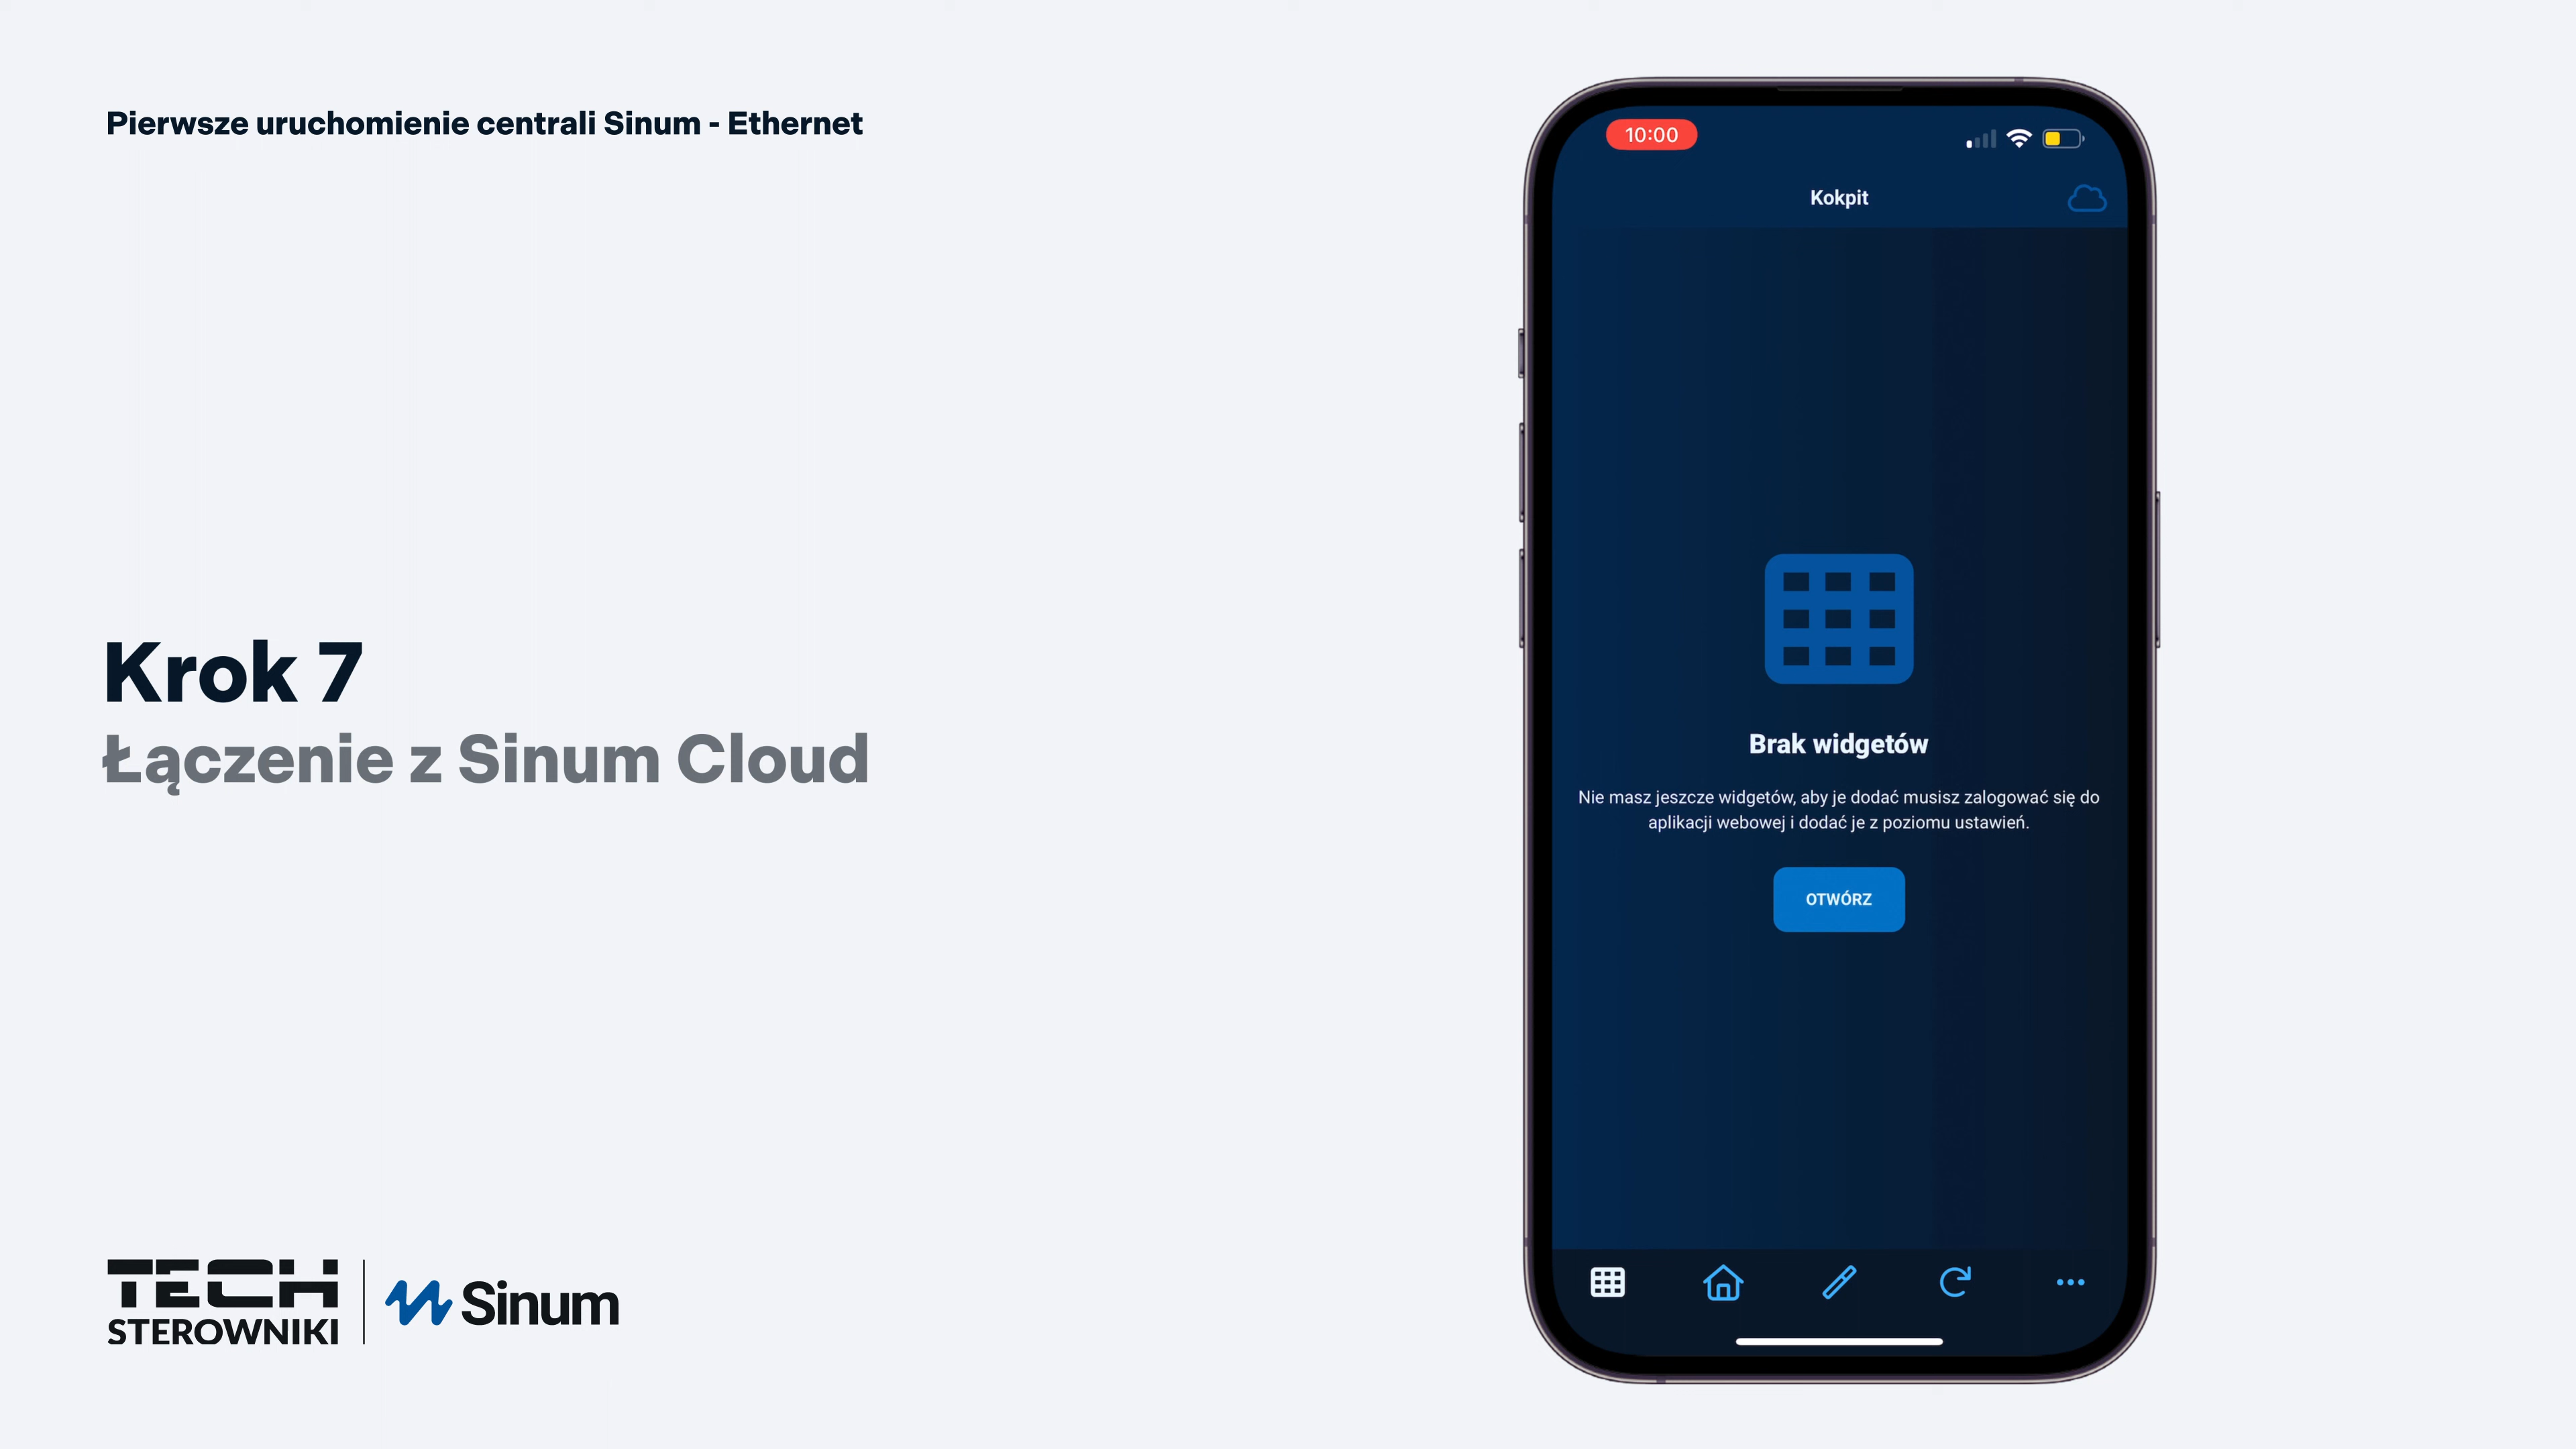 Pierwsze uruchomienie centrali Sinum - Ethernet
Krok 7
Łączenie z Sinum Cloud
TECH
STEROWNIKI
Sinum
10:00
Kokpit
Brak widgetów
Nie masz jeszcze widgetów, aby je dodać musisz zalogować się do
aplikacji webowej i dodać je z poziomu ustawień.
OTWÓRZ